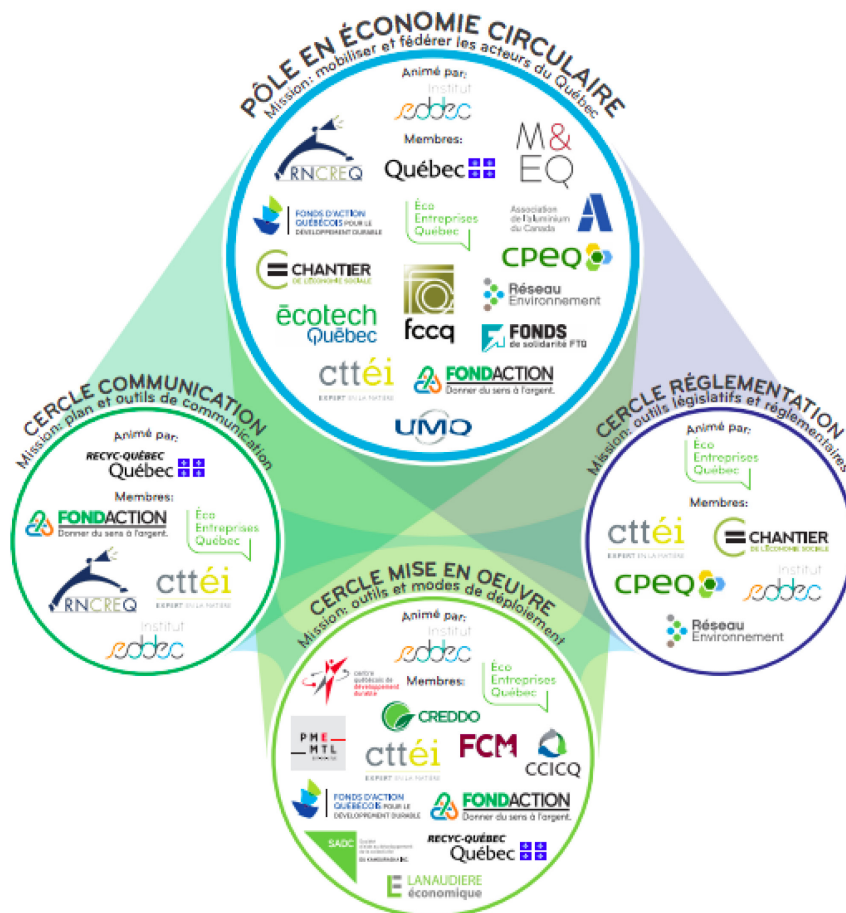 PÔLE EN ÉCONOMIE CIRCULAIRE
Mission: mobiliser et fédérer les acteurs du Québec
Animé par:
Institut
eddec
Membres:
RNCREQ
Québec
M&
EQ
FONDS D'ACTION
QUÉBÉCOIS POUR LE
DÉVELOPPEMENT DURABLE
Éco
Entreprises
Québec
Association
de l'aluminium
du Canada
CHANTIER
DE L'ÉCONOMIE SOCIALE
fccq
CPEQ
Réseau
Environnement
écotech
Québec
FONDS
de solidarité FTQ
cttéi
EXPERT EN LA MATIÈRE
FONDACTION
Donner du sens à l'argent.
UMQ
CERCLE COMMUNICATION
Mission: plan et outils de communication
Animé par:
RECYC-QUÉBEC
Québec
Membres:
FONDACTION
Donner du sens à l'argent.
Éco
Entreprises
Québec
RNCREQ
cttéi
EXPERT EN LA MATIÈRE
Institut
eddec
CERCLE RÉGLEMENTATION
Mission: outils législatifs et réglementaires
Animé par:
Éco
Entreprises
Québec
Membres:
cttéi
EXPERT EN LA MATIÈRE
CHANTIER
DE L'ÉCONOMIE SOCIALE
CPEQ
Institut
eddec
Réseau
Environnement
CERCLE MISE EN OEUVRE
Mission: outils et modes de déploiement
Animé par:
Institut
eddec
Membres:
centre
québécois de
développement
durable
Éco
Entreprises
Québec
CREDDO
PME
MTL
cttéi
EXPERT EN LA MATIÈRE
FCM
CCICQ
FONDS D'ACTION
QUÉBÉCOIS POUR LE
DÉVELOPPEMENT DURABLE
FONDACTION
Donner du sens à l'argent.
SADC
RECYC-QUÉBEC
Québec
LANAUDIERE
économique